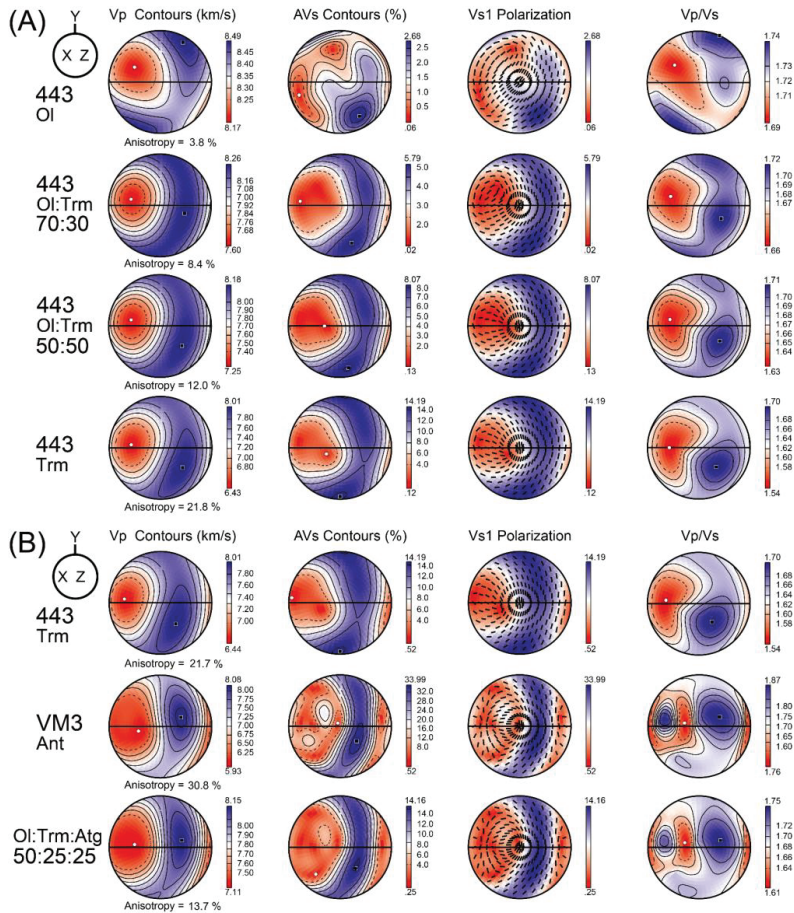 (A) Vp Contours (km/s) AVs Contours (%) Vs1 Polarization Vp/Vs
Y
X Z
443
Ol
8.49 8.45 8.40 8.35 8.30 8.25 8.17
2.68 2.5 2.0 1.5 1.0 0.5 .06
2.68 .06
1.74 1.73 1.72 1.71 1.69
Anisotropy = 3.8 %
443
Ol:Trm
70:30
8.26 8.16 7.08 7.00 7.92 7.84 7.76 7.68 7.60
5.79 5.0 4.0 3.0 2.0 .02
5.79 .02
1.72 1.70 1.69 1.68 1.67 1.66
Anisotropy = 8.4 %
443
Ol:Trm
50:50
8.18 8.00 7.90 7.80 7.70 7.60 7.50 7.40 7.25
8.07 8.0 7.0 6.0 5.0 4.0 3.0 2.0 .13
8.07 .13
1.71 1.70 1.69 1.68 1.67 1.66 1.65 1.64 1.63
Anisotropy = 12.0 %
443
Trm
8.01 7.80 7.60 7.40 7.20 7.00 6.80 6.43
14.19 14.0 12.0 10.0 8.0 6.0 4.0 .12
14.19 .12
1.70 1.68 1.66 1.64 1.62 1.60 1.58 1.54
Anisotropy = 21.8 %
(B) Vp Contours (km/s) AVs Contours (%) Vs1 Polarization Vp/Vs
Y
X Z
443
Trm
8.01 7.80 7.60 7.40 7.20 7.00 6.44
14.19 14.0 12.0 10.0 8.0 6.0 4.0 .52
14.19 .52
1.70 1.68 1.66 1.64 1.62 1.60 1.58 1.54
Anisotropy = 21.7 %
VM3
Ant
8.08 8.00 7.75 7.50 7.25 7.00 6.75 6.50 6.25 5.93
33.99 32.0 28.0 24.0 20.0 16.0 12.0 8.0 .52
33.99 .52
1.87 1.80 1.75 1.70 1.65 1.60 1.76
Anisotropy = 30.8 %
Ol:Trm:Atg
50:25:25
8.15 8.00 7.90 7.80 7.70 7.60 7.50 7.40 7.11
14.16 12.0 10.0 8.0 6.0 4.0 .25
14.16 .25
1.75 1.72 1.70 1.68 1.66 1.64 1.61
Anisotropy = 13.7 %